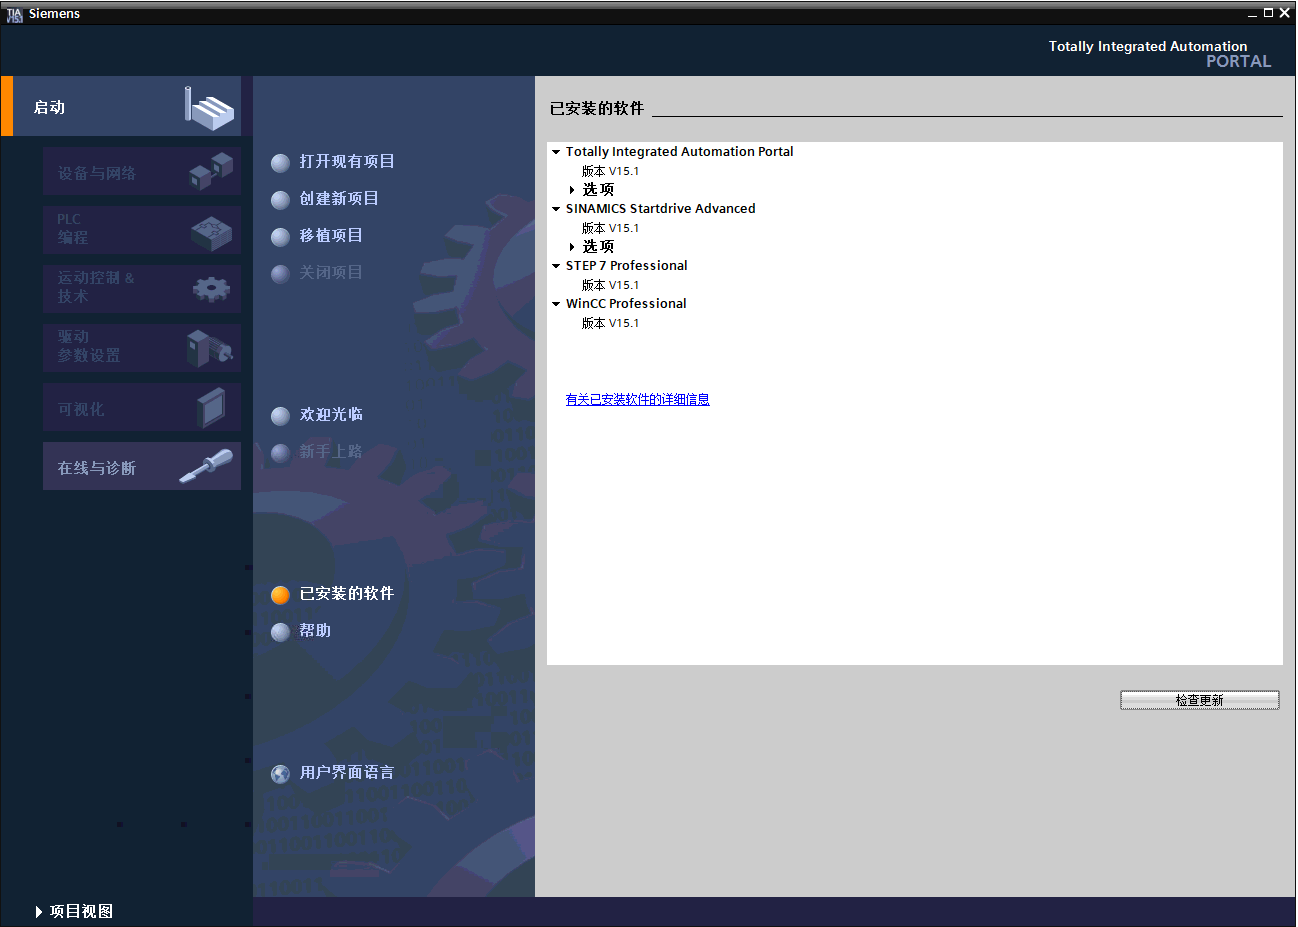 Siemens
Totally Integrated Automation
PORTAL
启动
设备与网络
PLC
编程
运动控制 &
技术
驱动
参数设置
可视化
在线与诊断
项目视图
打开现有项目
创建新项目
移植项目
关闭项目
欢迎光临
新手上路
已安装的软件
帮助
用户界面语言
已安装的软件
Totally Integrated Automation Portal
版本 V15.1
选项
SINAMICS Startdrive Advanced
版本 V15.1
选项
STEP 7 Professional
版本 V15.1
WinCC Professional
版本 V15.1
有关已安装软件的详细信息
检查更新